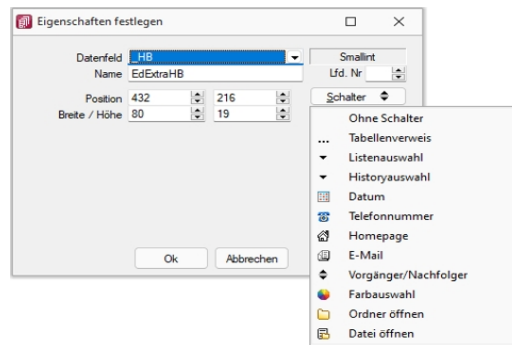 Eigenschaften festlegen
Datenfeld _HB Smallint
Name EdExtraHB Lfd. Nr
Position 432 216 Schalter
Breite / Höhe 80 19
Ohne Schalter
... Tabellenverweis
Listenauswahl
Historyauswahl
Datum
Telefonnummer
Homepage
E-Mail
Vorgänger/Nachfolger
Farbauswahl
Ordner öffnen
Datei öffnen
Ok Abbrechen